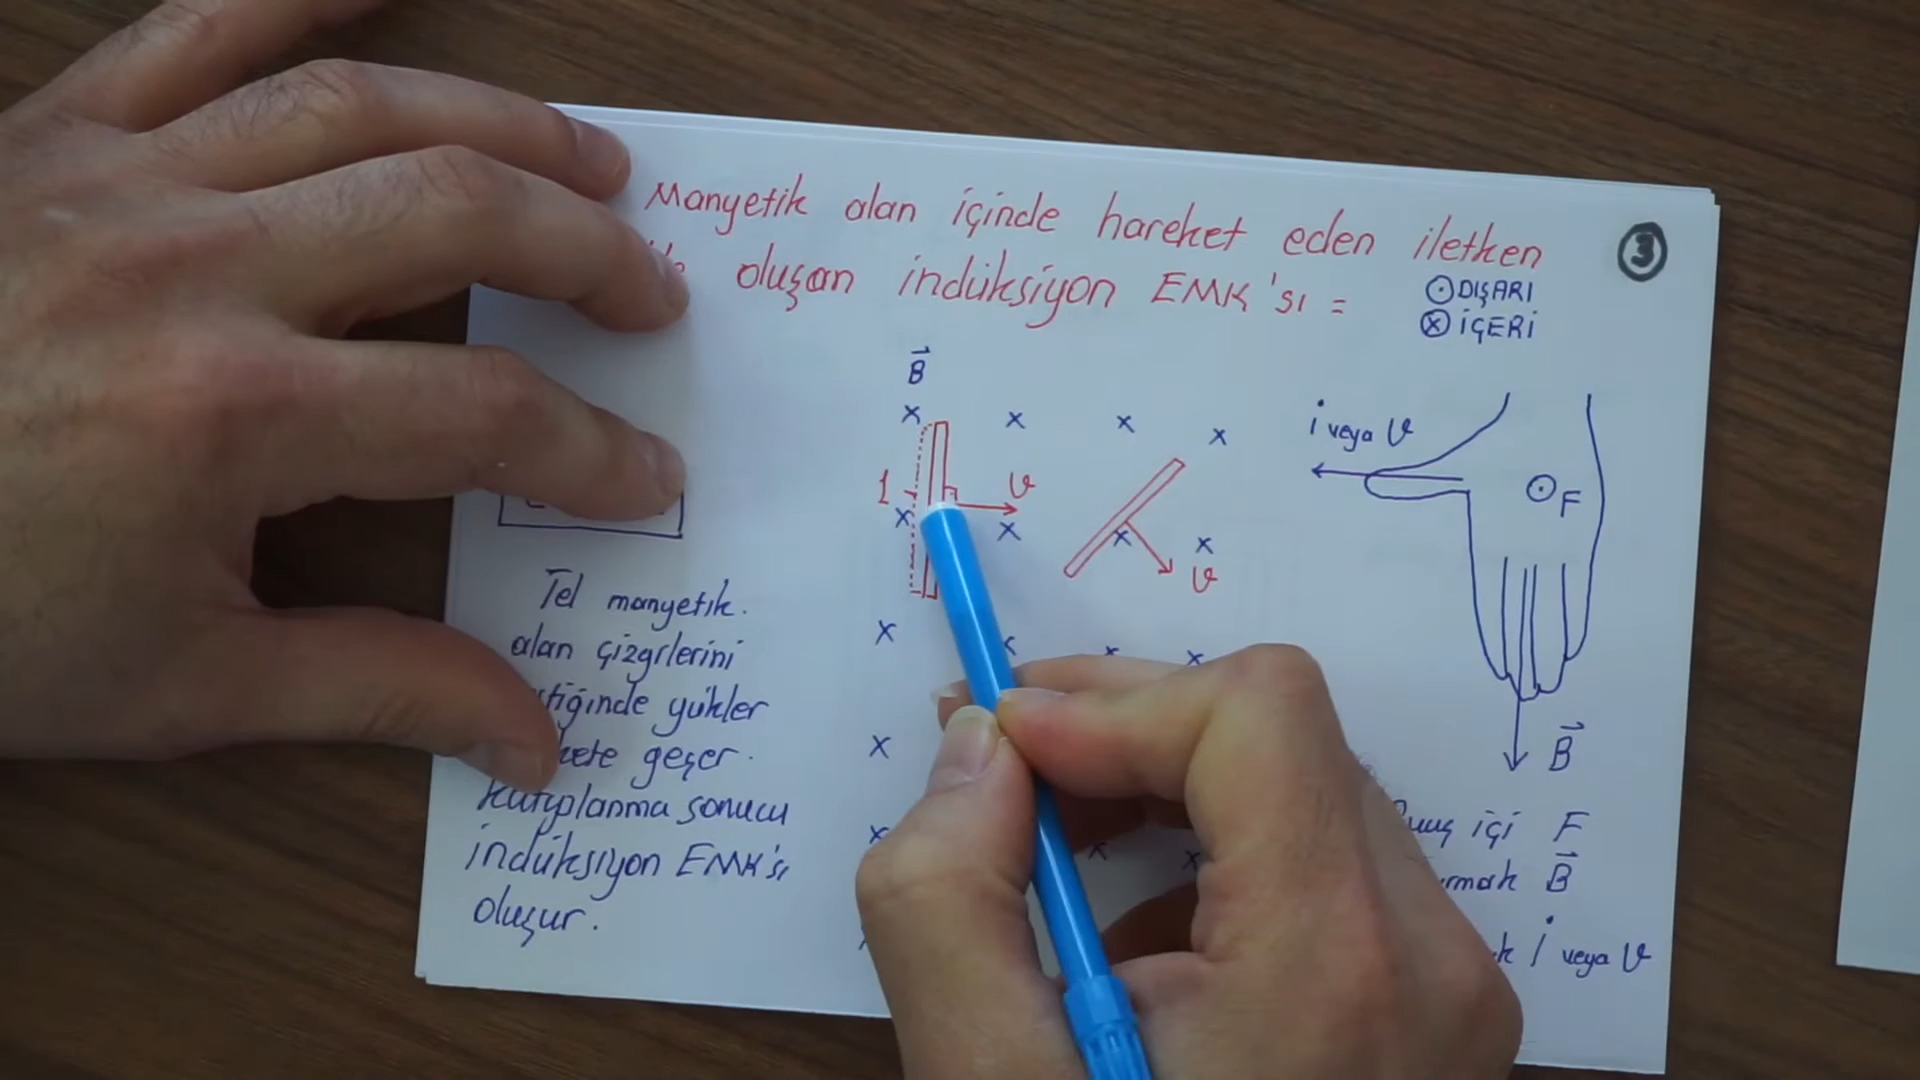 Manyetik alan içinde hareket eden iletken
oluşan indüksiyon EMK'sı =
3
DIŞARI
x İÇERİ
B
x x x x
1
x
ϑ
x
x
x
ϑ
x x x x
x
x x x
i veya ϑ
F
B
Tel manyetik.
alan çizgilerini
yükler
geçer.
Kutuplanma sonucu
indüksiyon EMK'sı
oluşur.
içi F
B
i veya ϑ